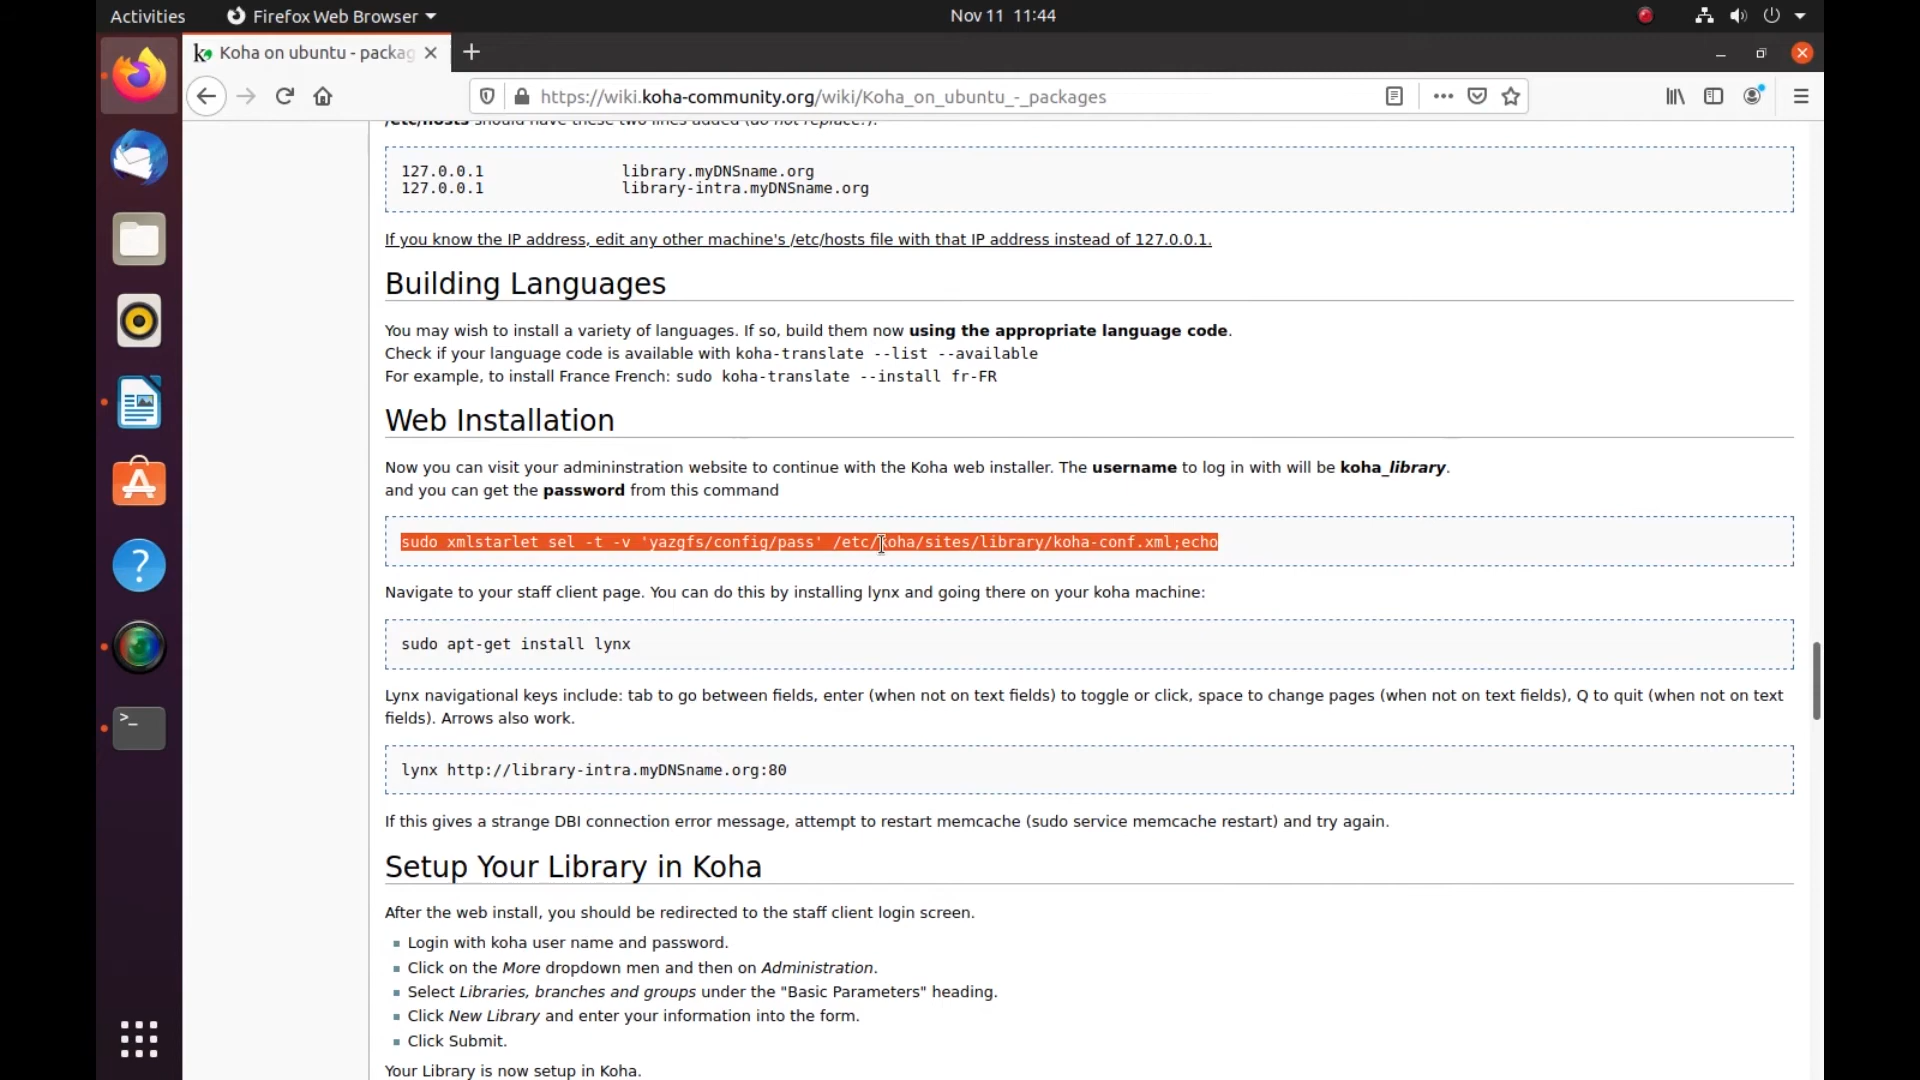 Activities
Firefox Web Browser
Nov 11 11:44
Koha on ubuntu - packag
https://wiki.koha-community.org/wiki/Koha_on_ubuntu_-_packages
/etc/hosts should have these two lines added (do not replace!):
127.0.0.1 library.myDNSname.org
127.0.0.1 library-intra.myDNSname.org
If you know the IP address, edit any other machine's /etc/hosts file with that IP address instead of 127.0.0.1.
Building Languages
You may wish to install a variety of languages. If so, build them now using the appropriate language code.
Check if your language code is available with koha-translate --list --available
For example, to install France French: sudo koha-translate --install fr-FR
Web Installation
Now you can visit your admininstration website to continue with the Koha web installer. The username to log in with will be koha_library.
and you can get the password from this command
sudo xmlstarlet sel -t -v 'yazgfs/config/pass' /etc/koha/sites/library/koha-conf.xml;echo
Navigate to your staff client page. You can do this by installing lynx and going there on your koha machine:
sudo apt-get install lynx
Lynx navigational keys include: tab to go between fields, enter (when not on text fields) to toggle or click, space to change pages (when not on text fields), Q to quit (when not on text
fields). Arrows also work.
lynx http://library-intra.myDNSname.org:80
If this gives a strange DBI connection error message, attempt to restart memcache (sudo service memcache restart) and try again.
Setup Your Library in Koha
After the web install, you should be redirected to the staff client login screen.
Login with koha user name and password.
Click on the More dropdown men and then on Administration.
Select Libraries, branches and groups under the "Basic Parameters" heading.
Click New Library and enter your information into the form.
Click Submit.
Your Library is now setup in Koha.